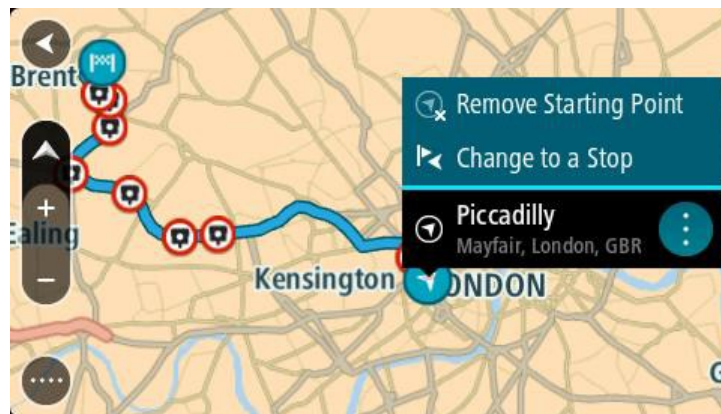 Brent
Remove Starting Point
Change to a Stop
Piccadilly
Mayfair, London, GBR
Ealing
Kensington
LONDON